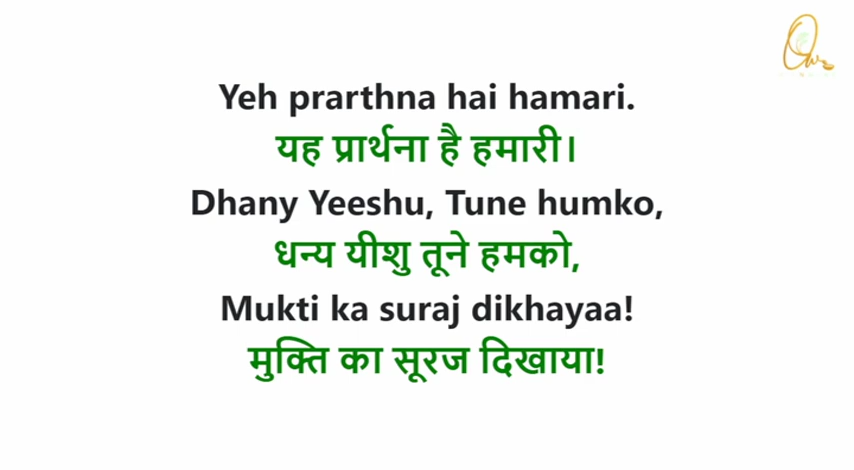 Yeh prarthna hai hamari.
यह प्रार्थना है हमारी।
Dhany Yeeshu, Tune humko,
धन्य यीशु तूने हमको,
Mukti ka suraj dikhayaa!
मुक्ति का सूरज दिखाया!